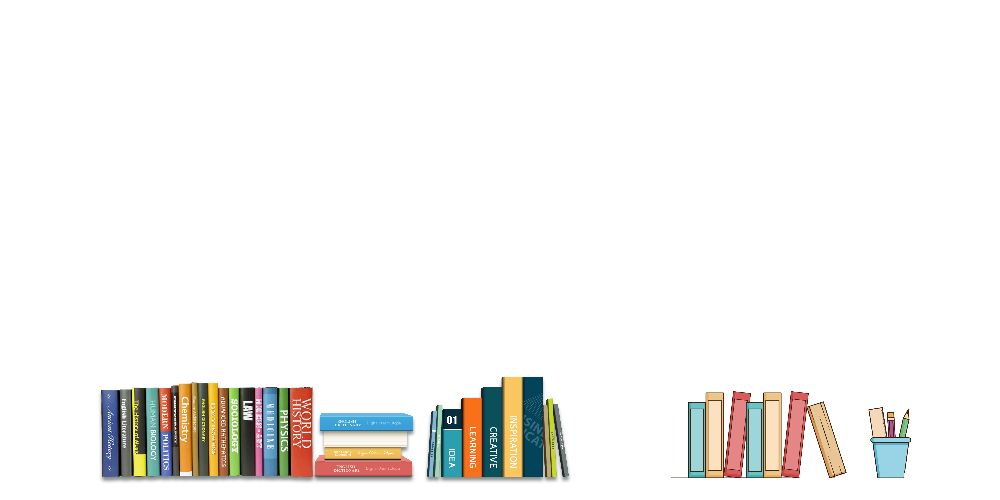 Ancient History
English Literature
The History of Music
HUMAN BIOLOGY
MODERN POLITICS
PHOTOGRAPHY
Chemistry
Modern Architecture
ENGLISH DICTIONARY
BOOK OF KNOWLEDGE
ADVANCED MATHEMATICS
SOCIOLOGY
LAW
MODERN - ART
MEDICINE
PHYSICS
WORLD
HISTORY
ENGLISH
DICTIONARY
Digital Dream Utopia
High Graphic
Background
Digital Dream Utopia
ENGLISH
DICTIONARY
Digital Dream Utopia
EDUCATION
BUSINESS
01
IDEA
LEARNING
CREATIVE
INSPIRATION
PHOTO BOOK
PHOTO BOOK